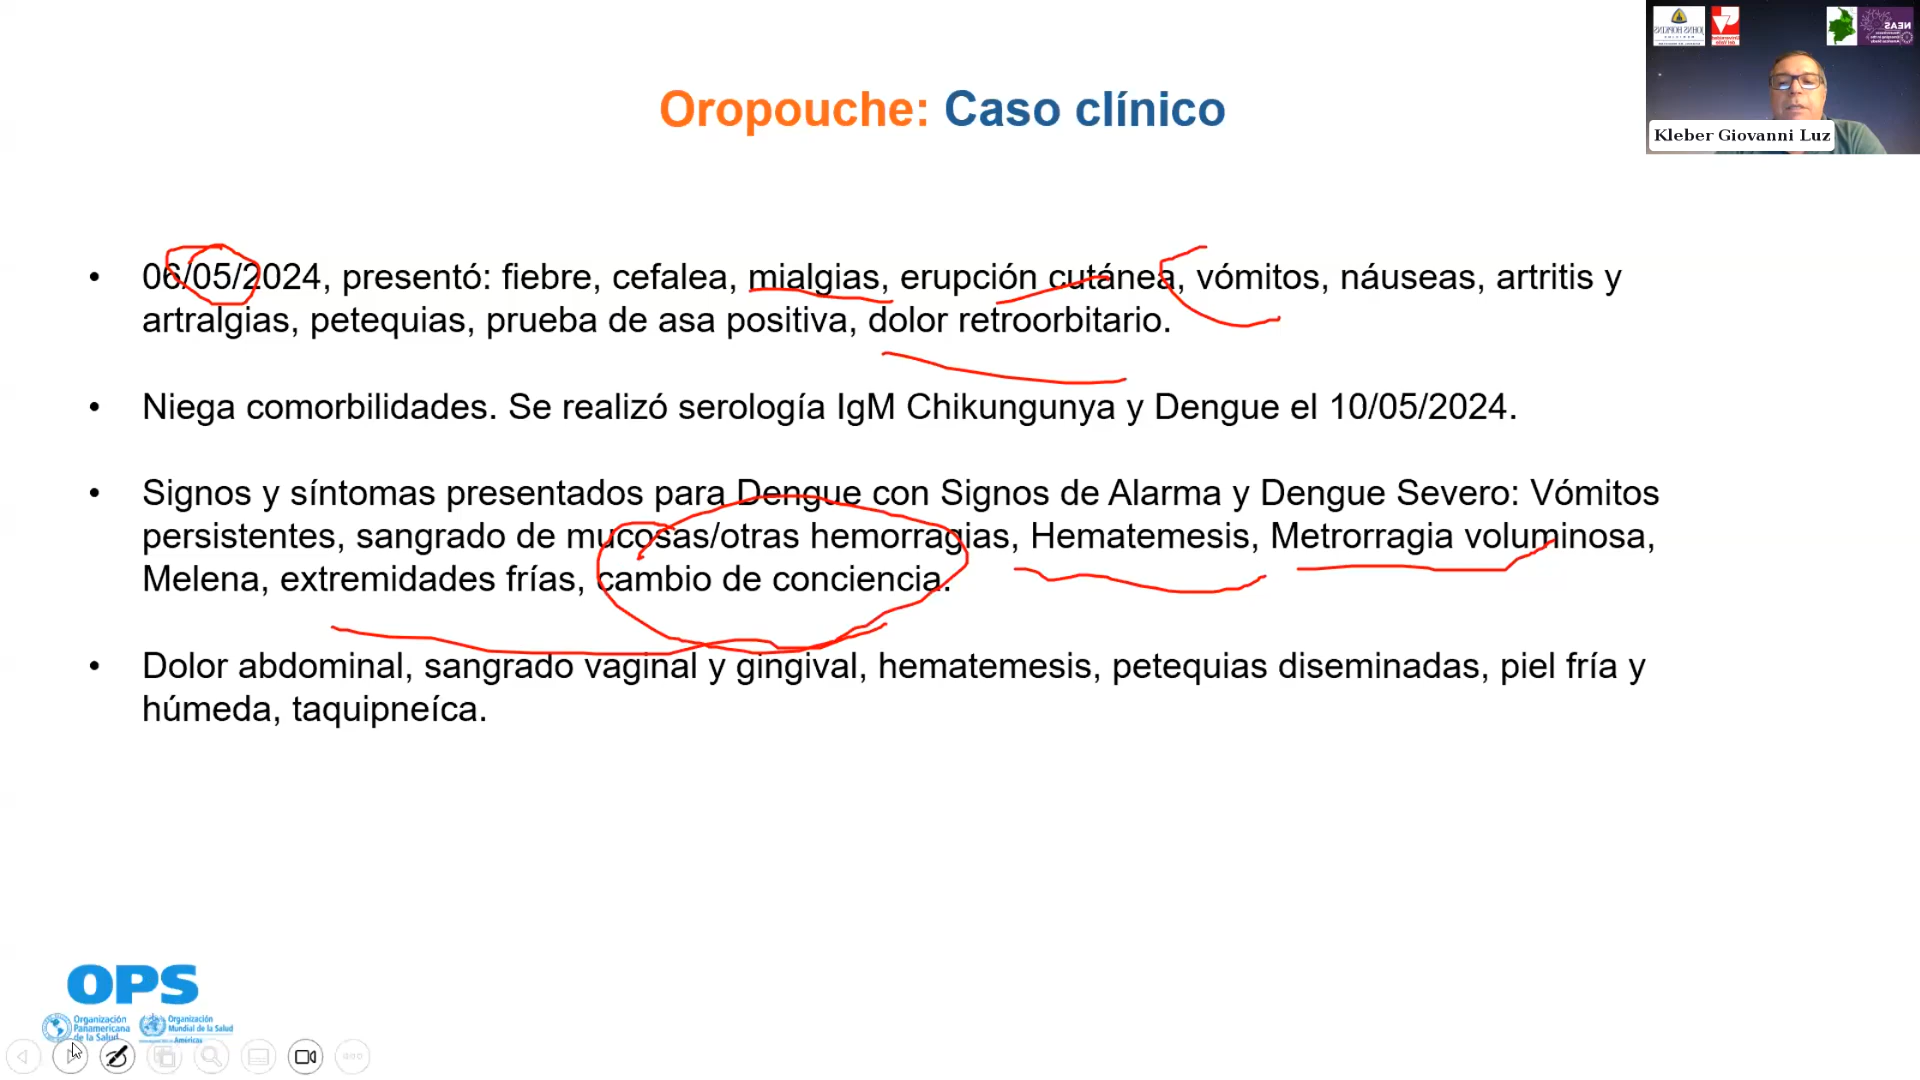 Oropouche: Caso clínico
Kleber Giovanni Luz
• 06/05/2024, presentó: fiebre, cefalea, mialgias, erupción cutánea, vómitos, náuseas, artritis y
artralgias, petequias, prueba de asa positiva, dolor retroorbitario.
• Niega comorbilidades. Se realizó serología IgM Chikungunya y Dengue el 10/05/2024.
• Signos y síntomas presentados para Dengue con Signos de Alarma y Dengue Severo: Vómitos
persistentes, sangrado de mucosas/otras hemorragias, Hematemesis, Metrorragia voluminosa,
Melena, extremidades frías, cambio de conciencia.
• Dolor abdominal, sangrado vaginal y gingival, hematemesis, petequias diseminadas, piel fría y
húmeda, taquipneíca.
OPS
Organización
Panamericana
de la Salud
Organización
Mundial de la Salud
Américas
JOHNS HOPKINS
NEAS